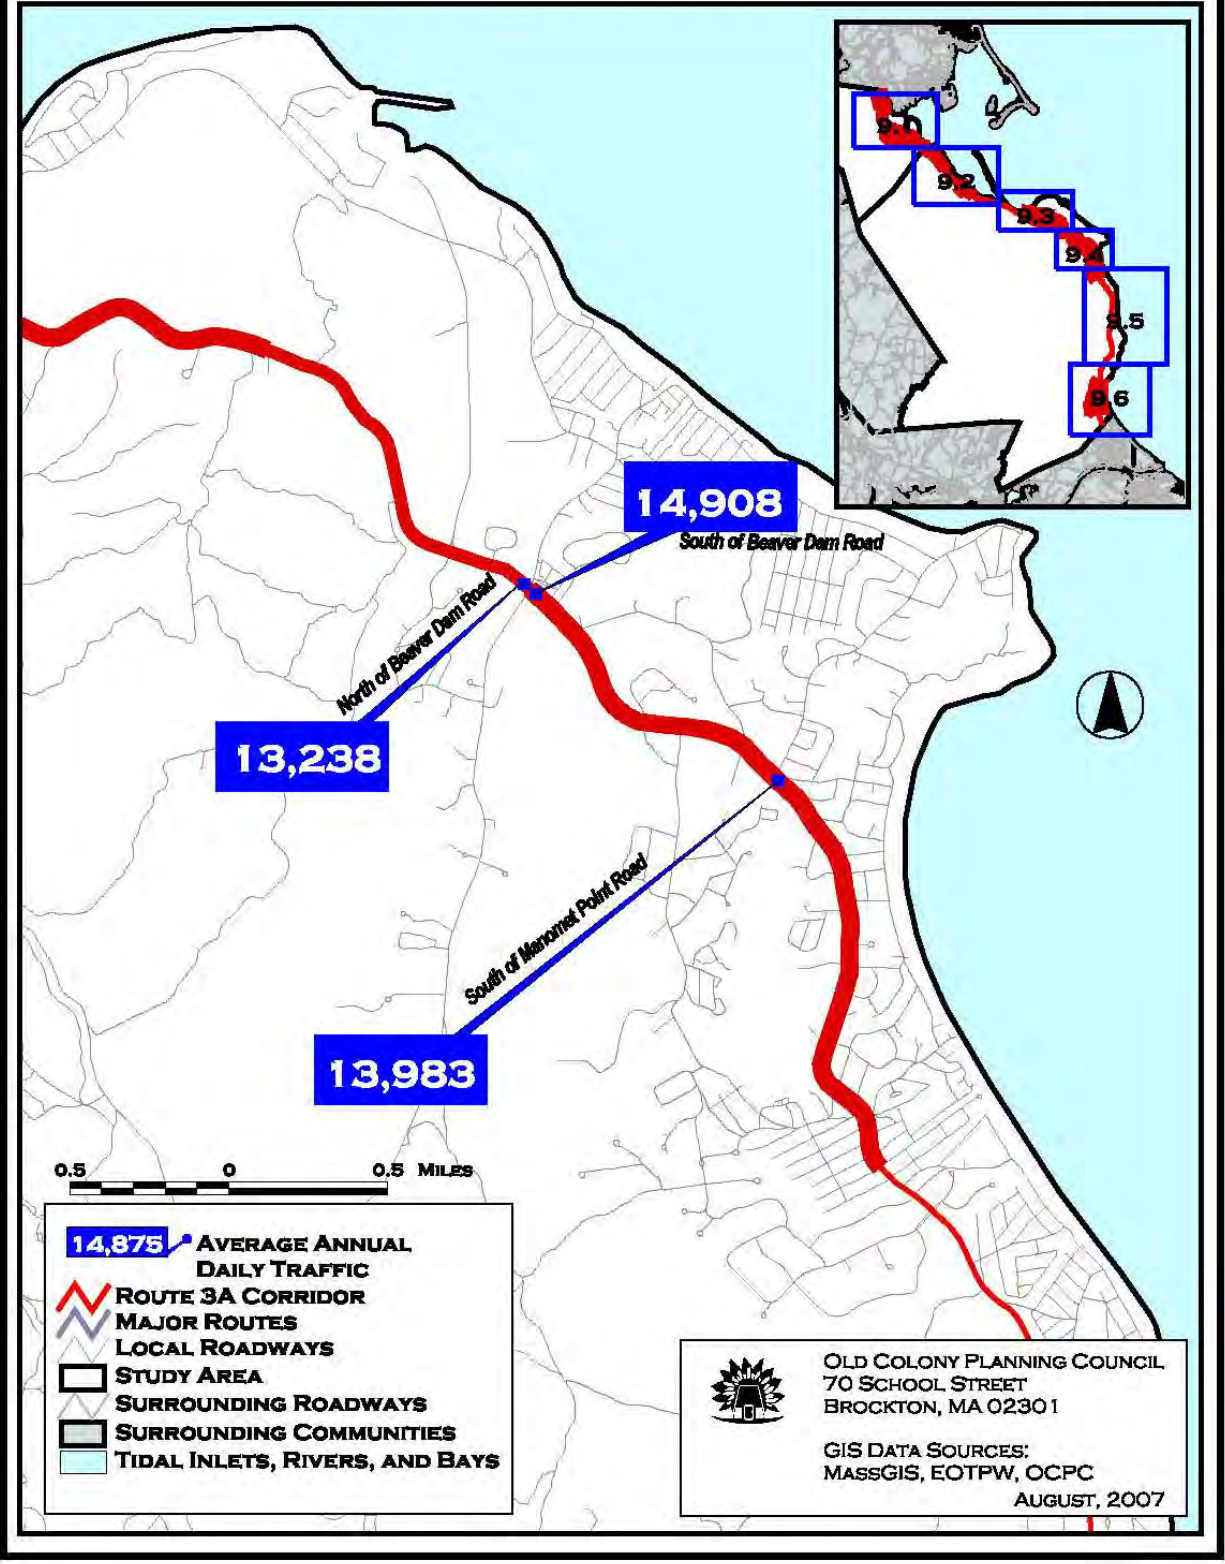 9.1
9.2
9.3
9.4
9.5
9.6
14,908
South of Beaver Dam Road
North of Beaver Dam Road
13,238
South of Manomet Point Road
13,983
0.5 0 0.5 MILES
14,875 AVERAGE ANNUAL
DAILY TRAFFIC
ROUTE 3A CORRIDOR
MAJOR ROUTES
LOCAL ROADWAYS
STUDY AREA
SURROUNDING ROADWAYS
SURROUNDING COMMUNITIES
TIDAL INLETS, RIVERS, AND BAYS
OLD COLONY PLANNING COUNCIL
70 SCHOOL STREET
BROCKTON, MA 02301
GIS DATA SOURCES:
MASSGIS, EOTPW, OCPC
AUGUST, 2007